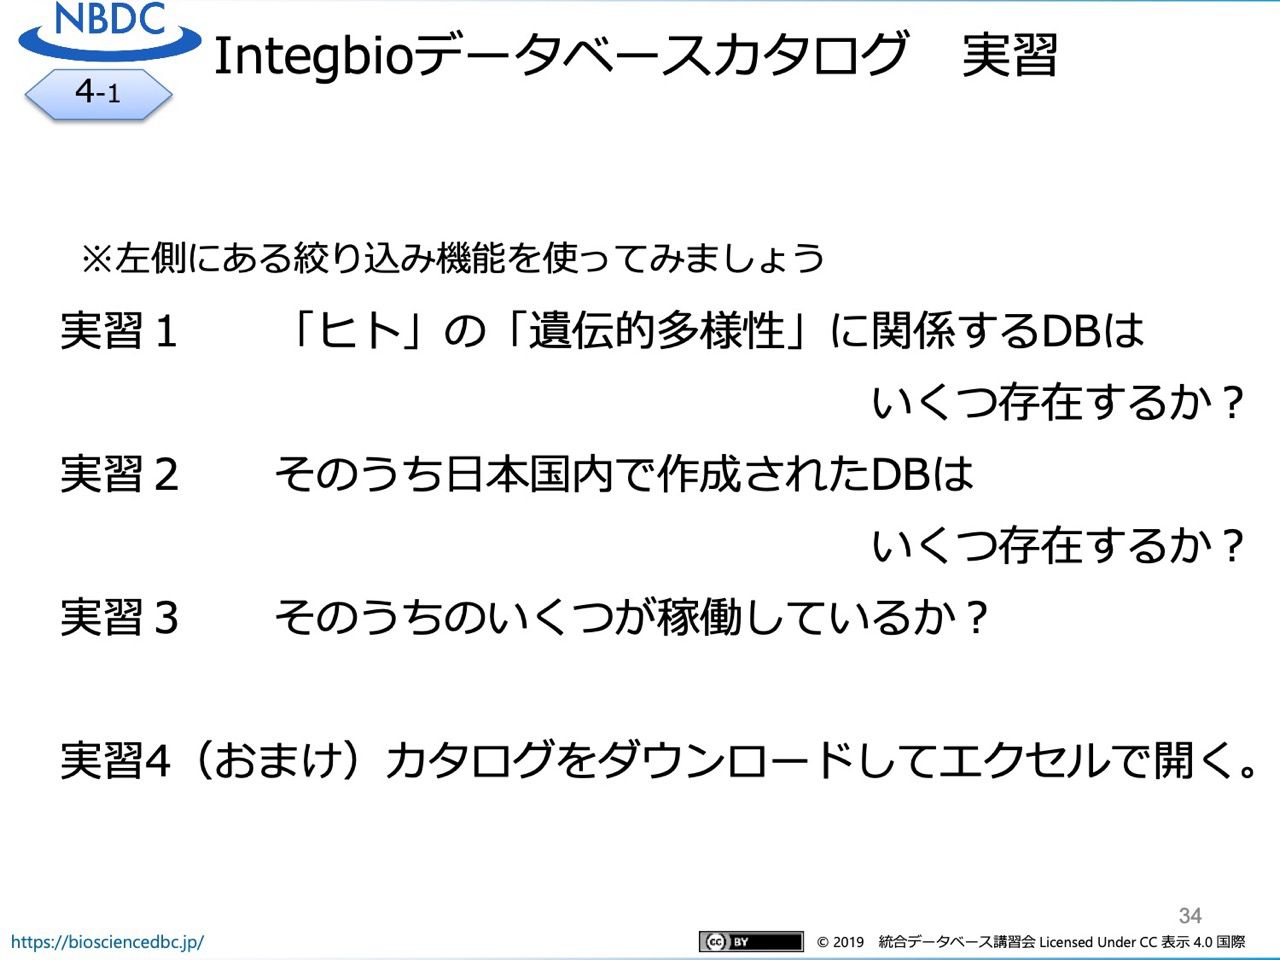 NBDC
4-1
Integbioデータベースカタログ　実習
※左側にある絞り込み機能を使ってみましょう
実習１　　「ヒト」の「遺伝的多様性」に関係するDBは
いくつ存在するか？
実習２　　そのうち日本国内で作成されたDBは
いくつ存在するか？
実習３　　そのうちのいくつが稼働しているか？
実習4（おまけ）カタログをダウンロードしてエクセルで開く。
34
https://biosciencedbc.jp/
cc BY © 2019　統合データベース講習会 Licensed Under CC 表示 4.0 国際